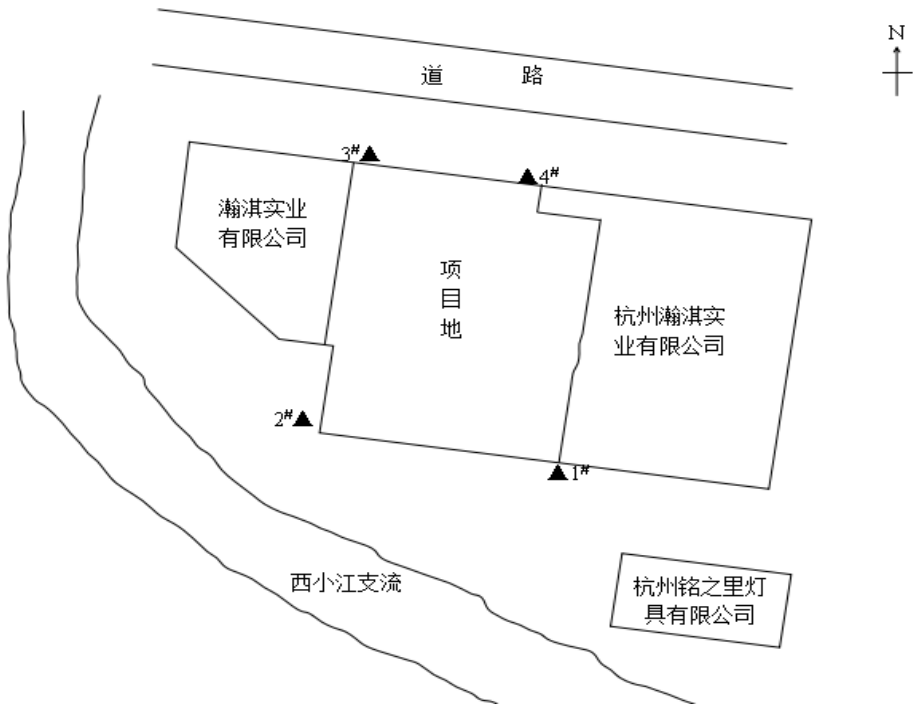 N
道 路
3#
4#
瀚淇实业
有限公司
项
目
地
杭州瀚淇实
业有限公司
2#
1#
西小江支流
杭州铭之里灯
具有限公司